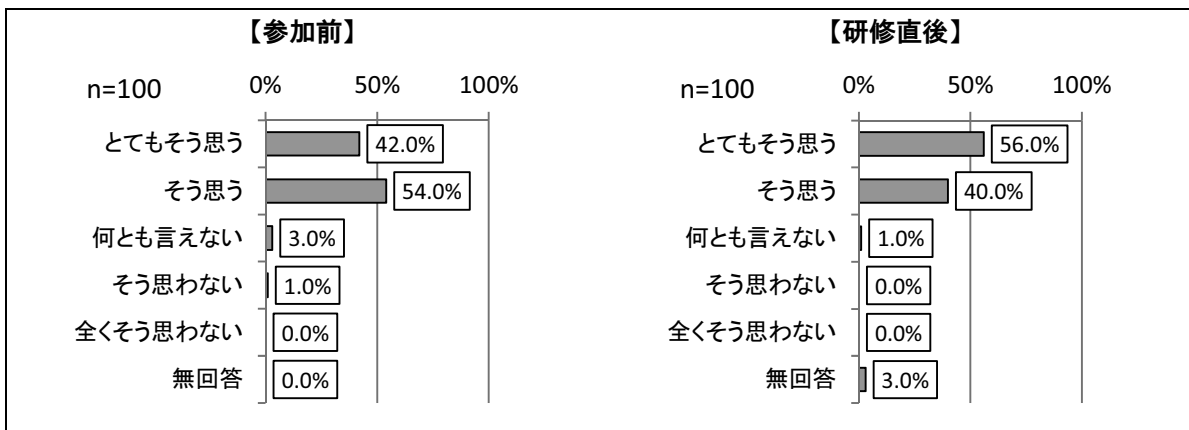 【参加前】
n=100
0% 50% 100%
とてもそう思う 42.0%
そう思う 54.0%
何とも言えない 3.0%
そう思わない 1.0%
全くそう思わない 0.0%
無回答 0.0%
【研修直後】
n=100
0% 50% 100%
とてもそう思う 56.0%
そう思う 40.0%
何とも言えない 1.0%
そう思わない 0.0%
全くそう思わない 0.0%
無回答 3.0%